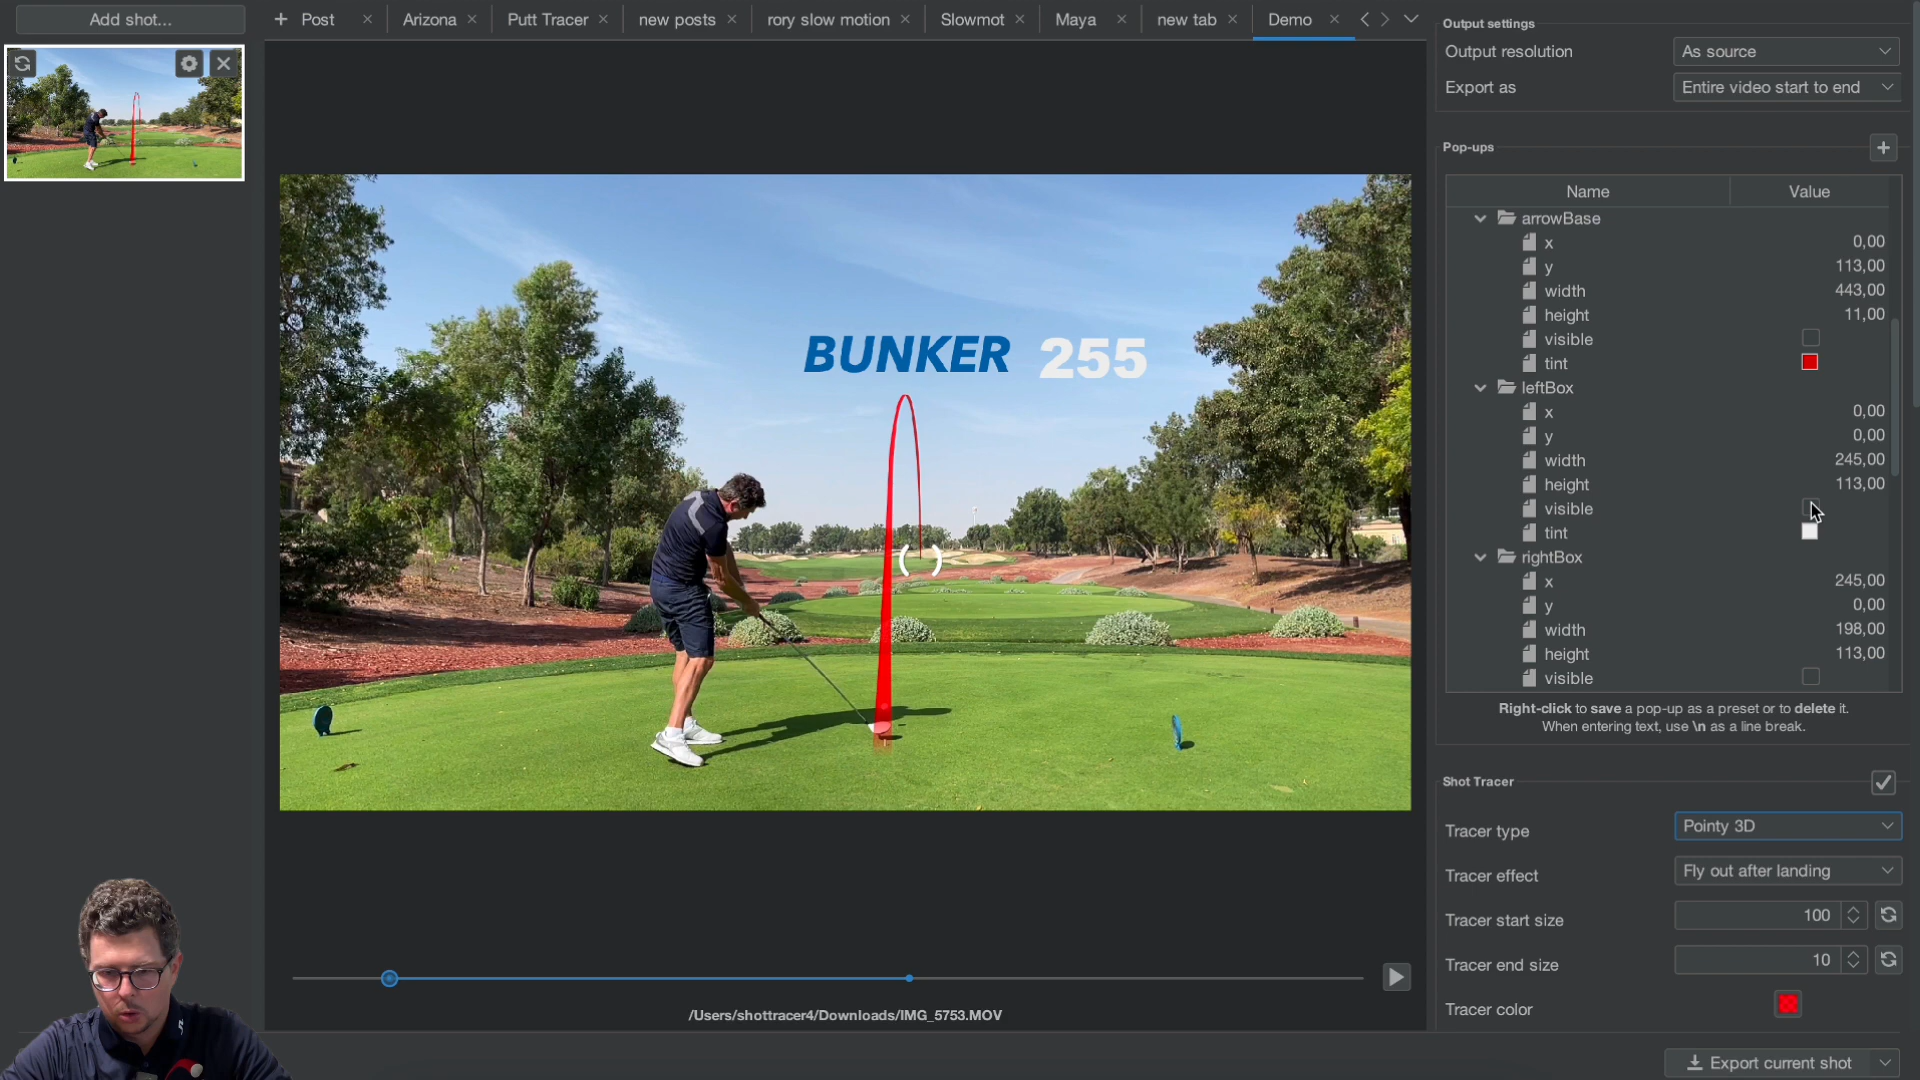 Add shot...
Post
Arizona
Putt Tracer
new posts
rory slow motion
Slowmot
Maya
new tab
Demo
Output settings
Output resolution
As source
Export as
Entire video start to end
Pop-ups
Name
Value
arrowBase
x
0,00
y
113,00
width
443,00
height
11,00
visible
tint
leftBox
x
0,00
y
0,00
width
245,00
height
113,00
visible
tint
rightBox
x
245,00
y
0,00
width
198,00
height
113,00
visible
Right-click to save a pop-up as a preset or to delete it.
When entering text, use \n as a line break.
BUNKER 255
Shot Tracer
Tracer type
Pointy 3D
Tracer effect
Fly out after landing
Tracer start size
100
Tracer end size
10
Tracer color
/Users/shottracer4/Downloads/IMG_5753.MOV
Export current shot